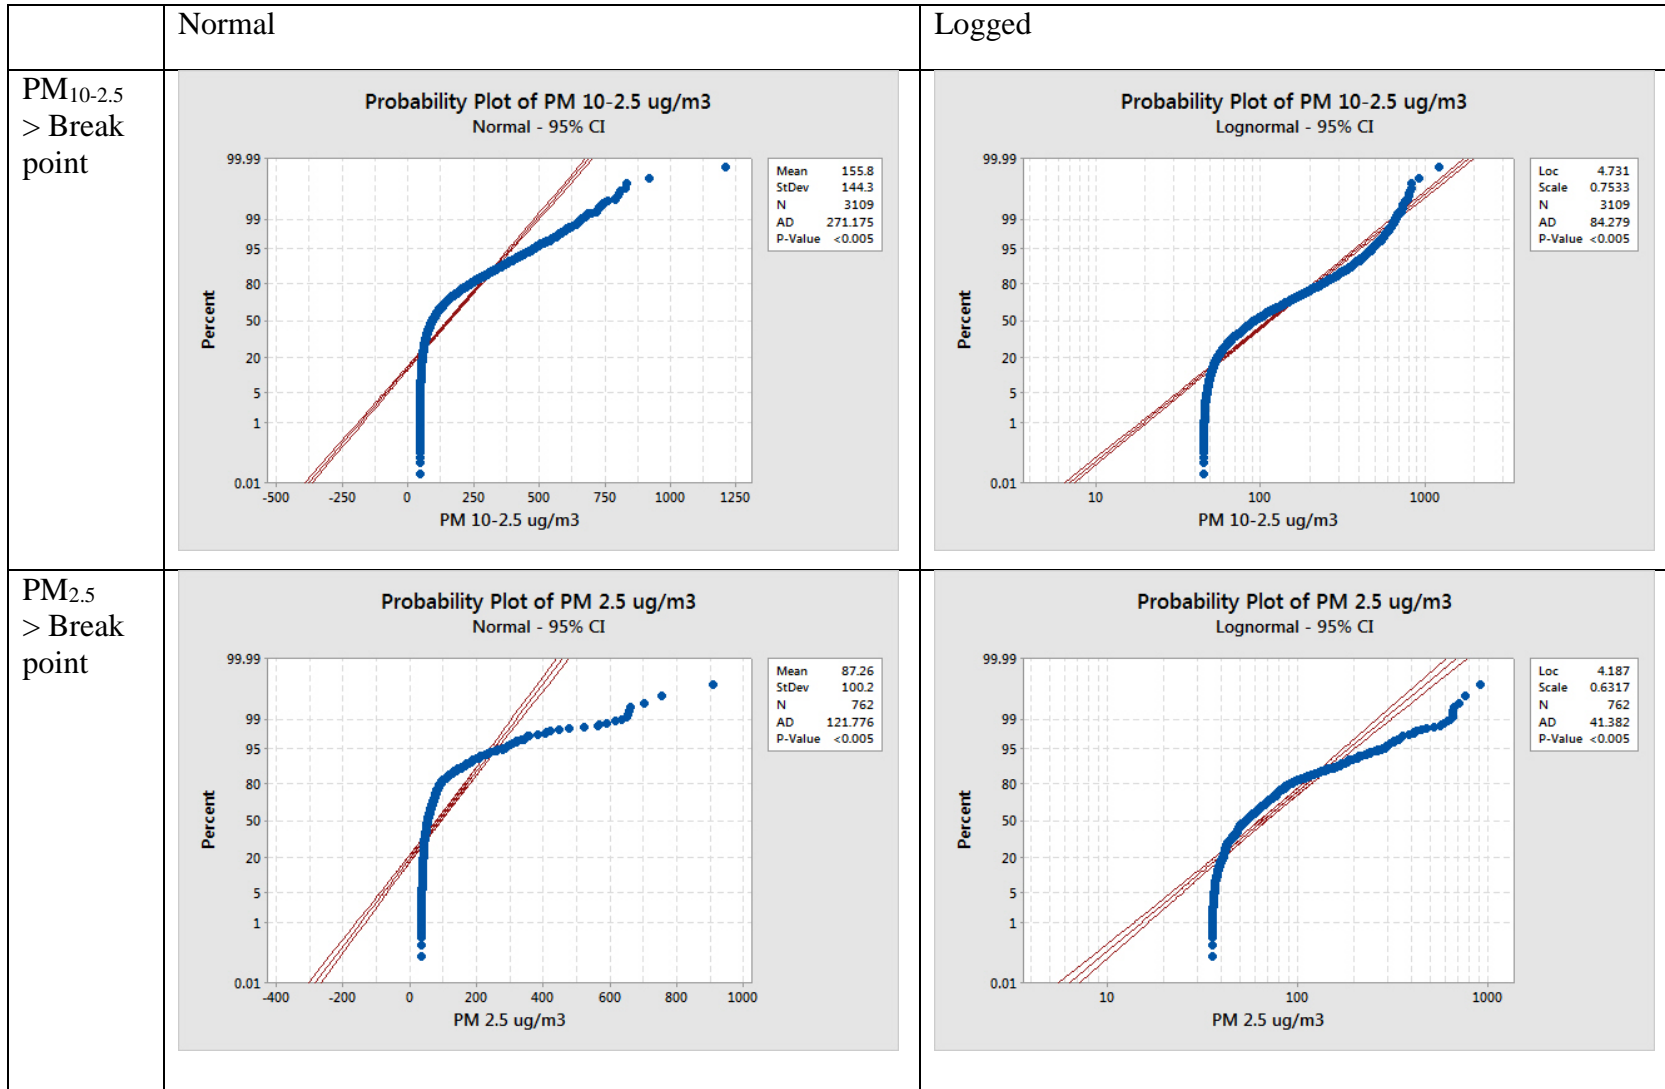 Normal
Logged
PM10-2.5
> Break
point
Probability Plot of PM 10-2.5 ug/m3
Normal - 95% CI
99.99
99
95
80
50
20
5
1
0.01
Percent
-500 -250 0 250 500 750 1000 1250
PM 10-2.5 ug/m3
Mean 155.8
StDev 144.3
N 3109
AD 271.175
P-Value <0.005
Probability Plot of PM 10-2.5 ug/m3
Lognormal - 95% CI
99.99
99
95
80
50
20
5
1
0.01
Percent
10 100 1000
PM 10-2.5 ug/m3
Loc 4.731
Scale 0.7533
N 3109
AD 84.279
P-Value <0.005
PM2.5
> Break
point
Probability Plot of PM 2.5 ug/m3
Normal - 95% CI
99.99
99
95
80
50
20
5
1
0.01
Percent
-400 -200 0 200 400 600 800 1000
PM 2.5 ug/m3
Mean 87.26
StDev 100.2
N 762
AD 121.776
P-Value <0.005
Probability Plot of PM 2.5 ug/m3
Lognormal - 95% CI
99.99
99
95
80
50
20
5
1
0.01
Percent
10 100 1000
PM 2.5 ug/m3
Loc 4.187
Scale 0.6317
N 762
AD 41.382
P-Value <0.005